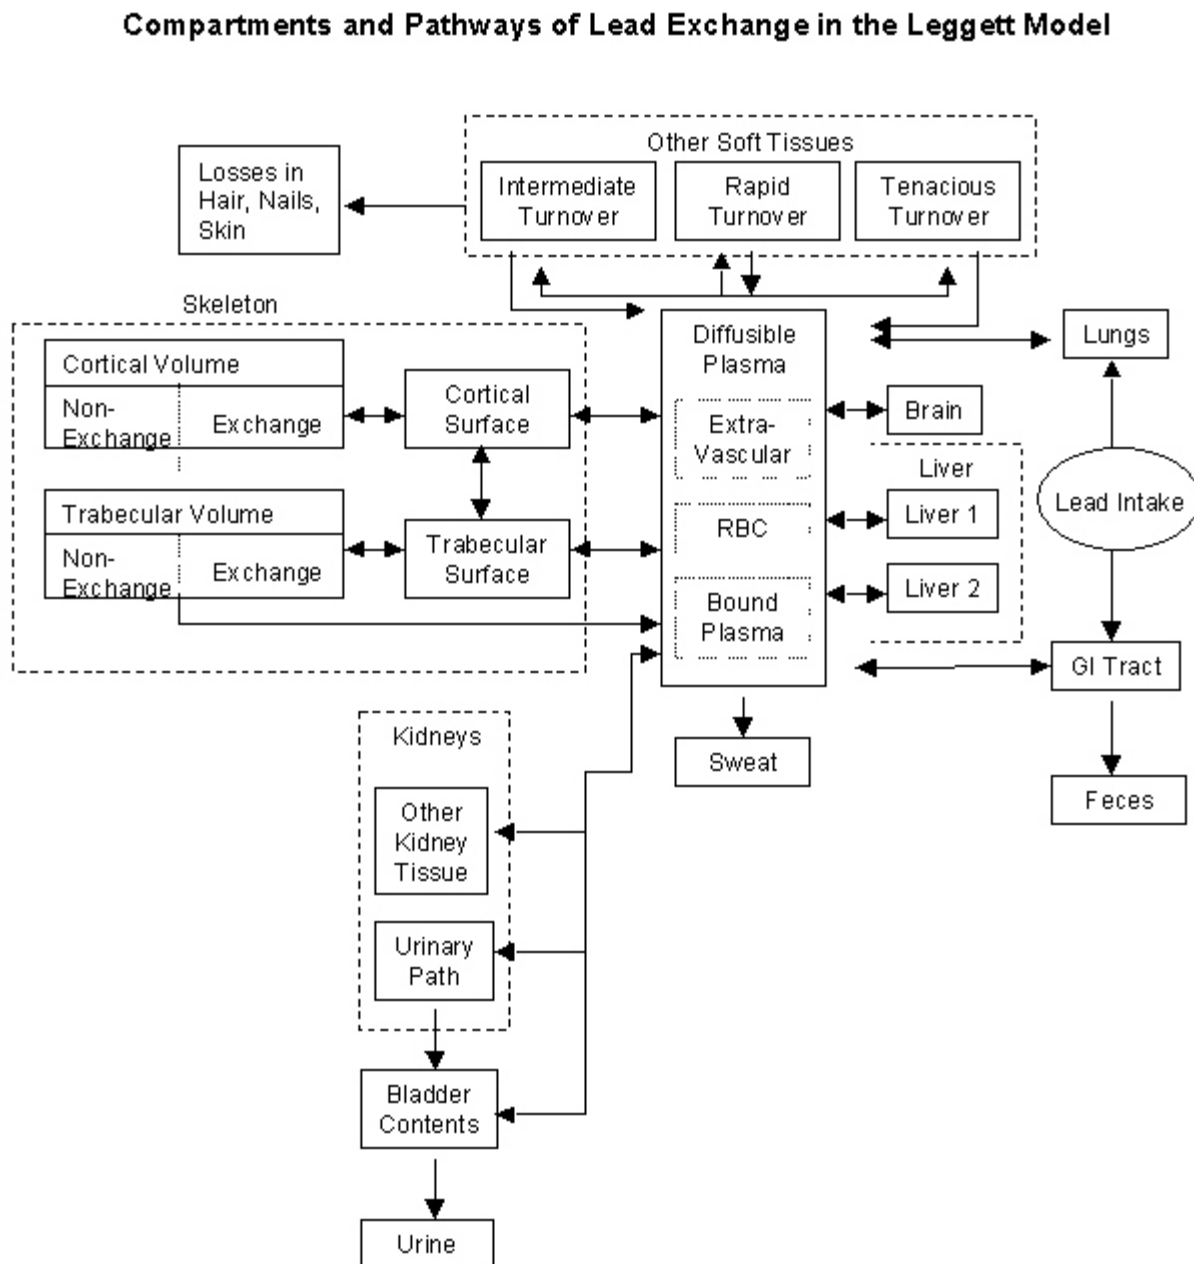 Compartments and Pathways of Lead Exchange in the Leggett Model
Other Soft Tissues
Losses in
Hair, Nails,
Skin
Intermediate
Turnover
Rapid
Turnover
Tenacious
Turnover
Skeleton
Cortical Volume
Non-
Exchange
Exchange
Cortical
Surface
Trabecular Volume
Non-
Exchange
Exchange
Trabecular
Surface
Diffusible
Plasma
Extra-
Vascular
RBC
Bound
Plasma
Lungs
Brain
Liver
Liver 1
Liver 2
Lead Intake
GI Tract
Feces
Sweat
Kidneys
Other
Kidney
Tissue
Urinary
Path
Bladder
Contents
Urine